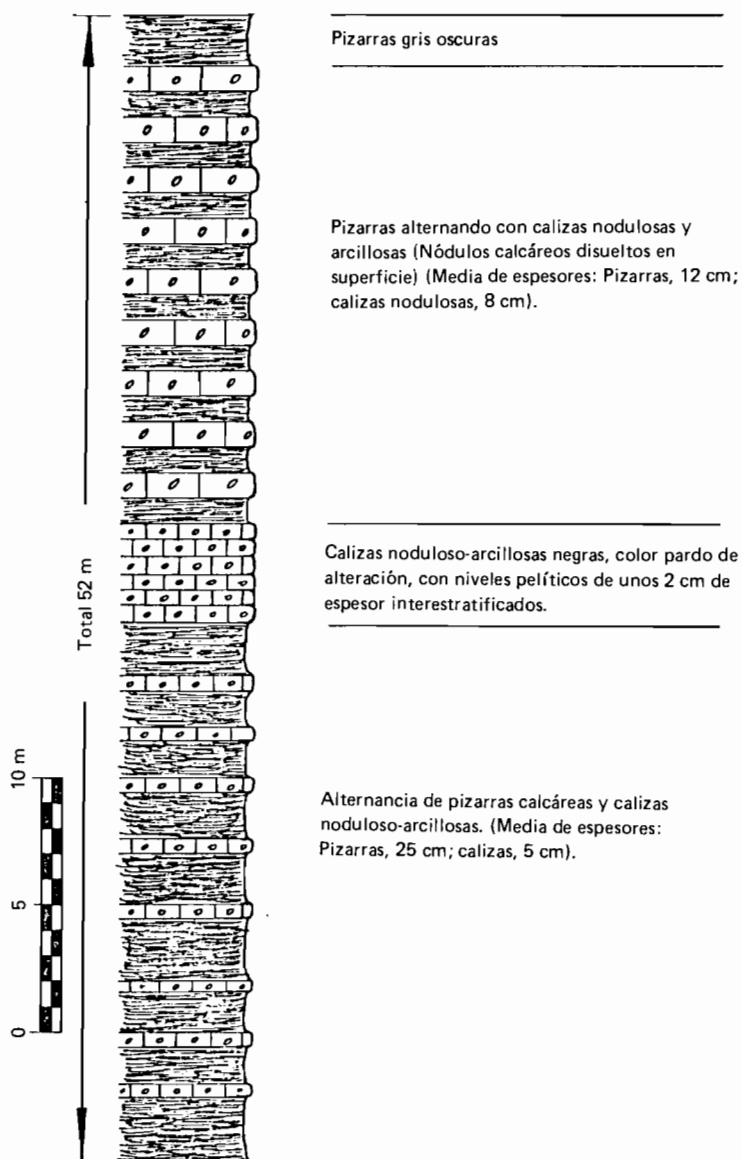 Pizarras gris oscuras
Pizarras alternando con calizas nodulosas y
arcillosas (Nódulos calcáreos disueltos en
superficie) (Media de espesores: Pizarras, 12 cm;
calizas nodulosas, 8 cm).
Calizas noduloso-arcillosas negras, color pardo de
alteración, con niveles pelíticos de unos 2 cm de
espesor interestratificados.
Total 52 m
Alternancia de pizarras calcáreas y calizas
noduloso-arcillosas. (Media de espesores:
Pizarras, 25 cm; calizas, 5 cm).
10 m
5
0